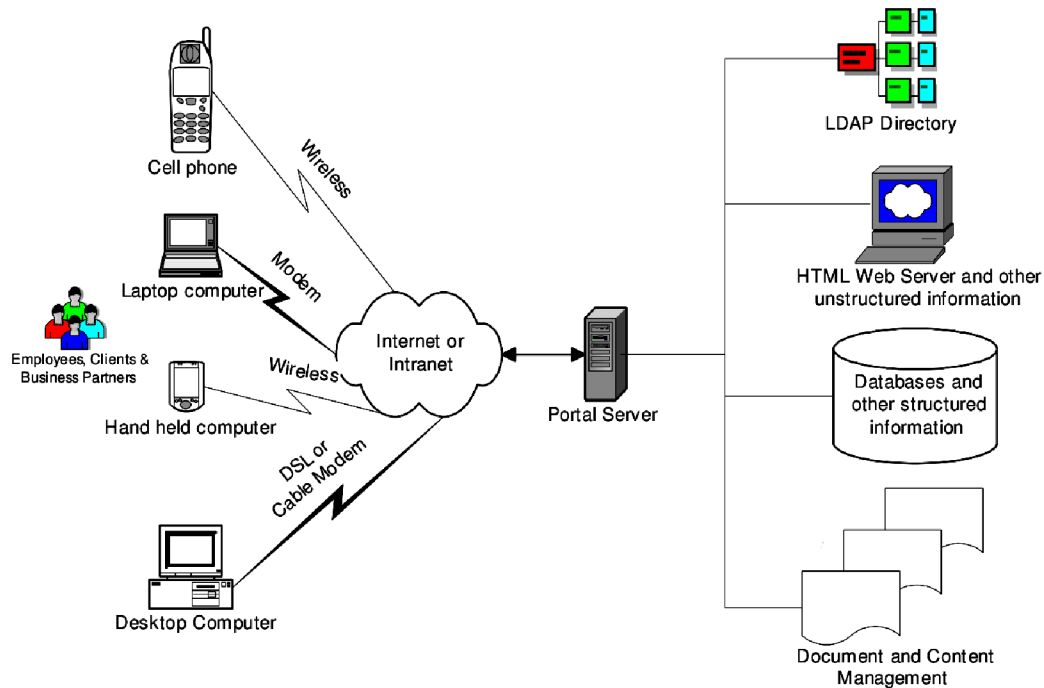 Cell phone
Wireless
Laptop computer
Modem
Employees, Clients &
Business Partners
Hand held computer
Wireless
DSL or
Cable Modem
Desktop Computer
Internet or
Intranet
Portal Server
LDAP Directory
HTML Web Server and other
unstructured information
Databases and
other structured
information
Document and Content
Management